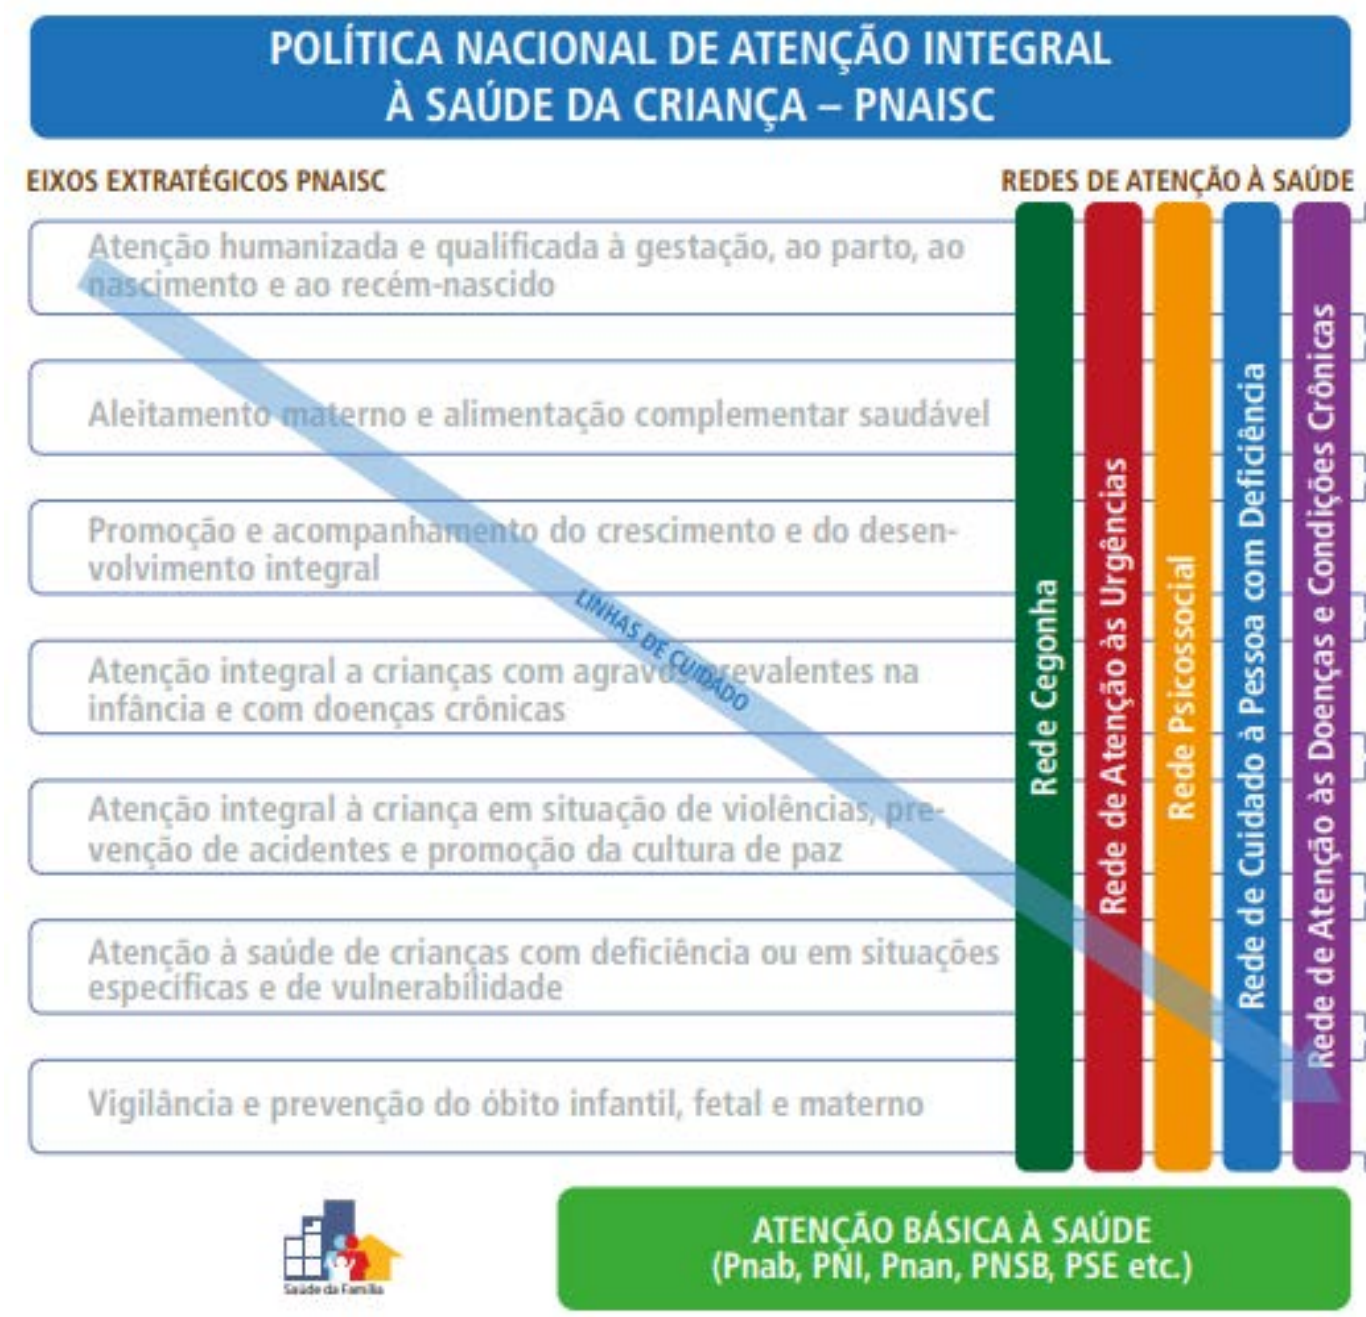 POLÍTICA NACIONAL DE ATENÇÃO INTEGRAL
À SAÚDE DA CRIANÇA – PNAISC
EIXOS EXTRATÉGICOS PNAISC
REDES DE ATENÇÃO À SAÚDE
Atenção humanizada e qualificada à gestação, ao parto, ao
nascimento e ao recém-nascido
Aleitamento materno e alimentação complementar saudável
Promoção e acompanhamento do crescimento e do desen-
volvimento integral
Atenção integral a crianças com agravos prevalentes na
infância e com doenças crônicas
Atenção integral à criança em situação de violências, pre-
venção de acidentes e promoção da cultura de paz
Atenção à saúde de crianças com deficiência ou em situações
específicas e de vulnerabilidade
Vigilância e prevenção do óbito infantil, fetal e materno
LINHAS DE CUIDADO
Rede Cegonha
Rede de Atenção às Urgências
Rede Psicossocial
Rede de Cuidado à Pessoa com Deficiência
Rede de Atenção às Doenças e Condições Crônicas
Saúde da Família
ATENÇÃO BÁSICA À SAÚDE
(Pnab, PNI, Pnan, PNSB, PSE etc.)